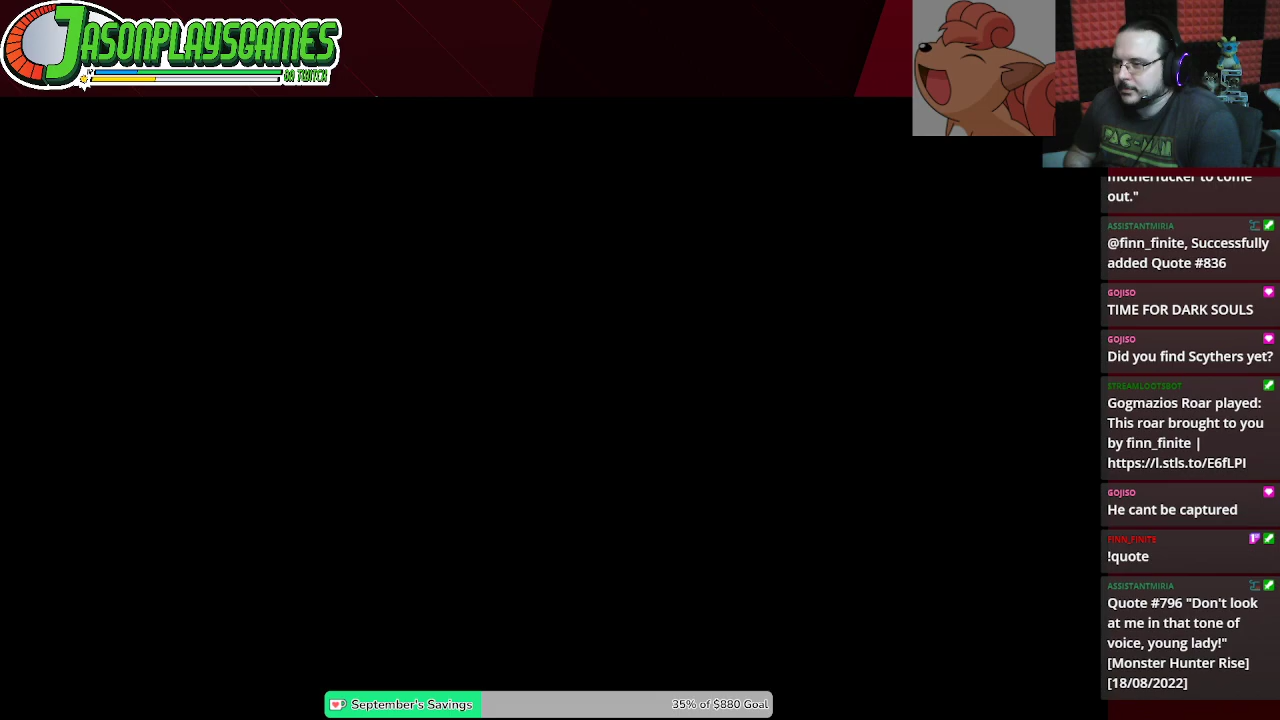 JASONPLAYSGAMES
ON TWITCH
PAC-MAN
motherfucker to come
out."
ASSISTANTMIRIA
@finn_finite, Successfully
added Quote #836
GOJISO
TIME FOR DARK SOULS
GOJISO
Did you find Scythers yet?
STREAMLOOTSBOT
Gogmazios Roar played:
This roar brought to you
by finn_finite |
https://l.stls.to/E6fLPI
GOJISO
He cant be captured
FINN_FINITE
!quote
ASSISTANTMIRIA
Quote #796 "Don't look
at me in that tone of
voice, young lady!"
[Monster Hunter Rise]
[18/08/2022]
September's Savings
35% of $880 Goal